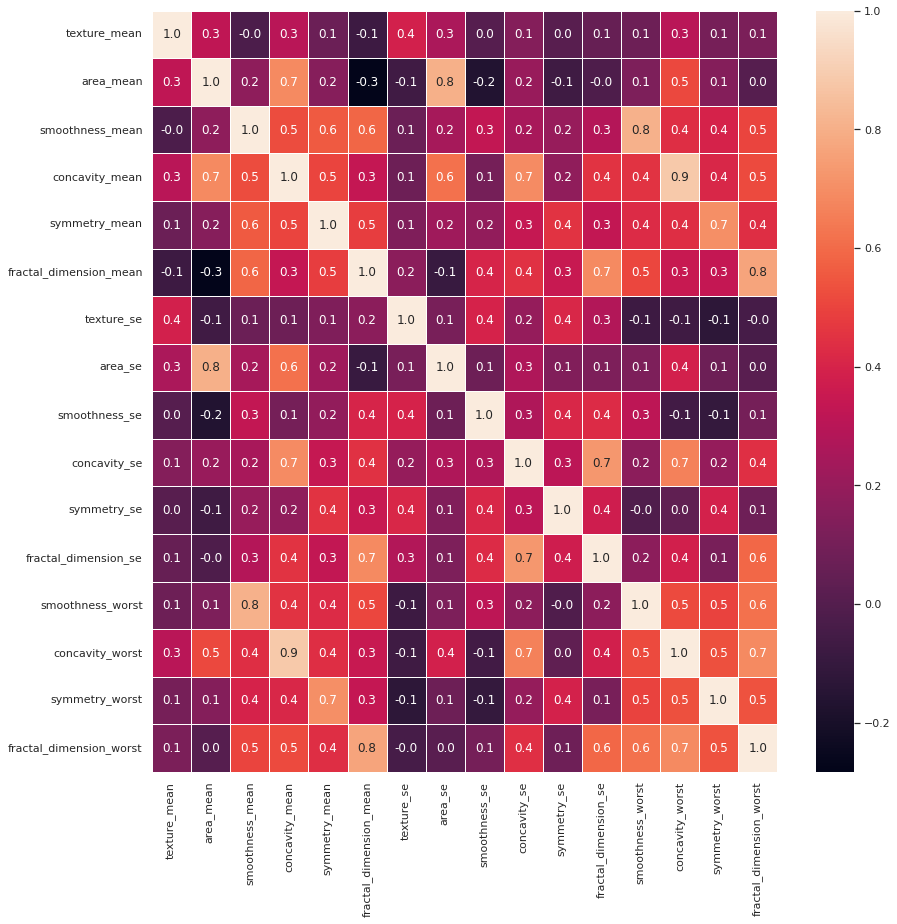 texture_mean 1.0 0.3 -0.0 0.3 0.1 -0.1 0.4 0.3 0.0 0.1 0.0 0.1 0.1 0.3 0.1 0.1
area_mean 0.3 1.0 0.2 0.7 0.2 -0.3 -0.1 0.8 -0.2 0.2 -0.1 -0.0 0.1 0.5 0.1 0.0
smoothness_mean -0.0 0.2 1.0 0.5 0.6 0.6 0.1 0.2 0.3 0.2 0.2 0.3 0.8 0.4 0.4 0.5
concavity_mean 0.3 0.7 0.5 1.0 0.5 0.3 0.1 0.6 0.1 0.7 0.2 0.4 0.4 0.9 0.4 0.5
symmetry_mean 0.1 0.2 0.6 0.5 1.0 0.5 0.1 0.2 0.2 0.3 0.4 0.3 0.4 0.4 0.7 0.4
fractal_dimension_mean -0.1 -0.3 0.6 0.3 0.5 1.0 0.2 -0.1 0.4 0.4 0.3 0.7 0.5 0.3 0.3 0.8
texture_se 0.4 -0.1 0.1 0.1 0.1 0.2 1.0 0.1 0.4 0.2 0.4 0.3 -0.1 -0.1 -0.1 -0.0
area_se 0.3 0.8 0.2 0.6 0.2 -0.1 0.1 1.0 0.1 0.3 0.1 0.1 0.1 0.4 0.1 0.0
smoothness_se 0.0 -0.2 0.3 0.1 0.2 0.4 0.4 0.1 1.0 0.3 0.4 0.4 0.3 -0.1 -0.1 0.1
concavity_se 0.1 0.2 0.2 0.7 0.3 0.4 0.2 0.3 0.3 1.0 0.3 0.7 0.2 0.7 0.2 0.4
symmetry_se 0.0 -0.1 0.2 0.2 0.4 0.3 0.4 0.1 0.4 0.3 1.0 0.4 -0.0 0.0 0.4 0.1
fractal_dimension_se 0.1 -0.0 0.3 0.4 0.3 0.7 0.3 0.1 0.4 0.7 0.4 1.0 0.2 0.4 0.1 0.6
smoothness_worst 0.1 0.1 0.8 0.4 0.4 0.5 -0.1 0.1 0.3 0.2 -0.0 0.2 1.0 0.5 0.5 0.6
concavity_worst 0.3 0.5 0.4 0.9 0.4 0.3 -0.1 0.4 -0.1 0.7 0.0 0.4 0.5 1.0 0.5 0.7
symmetry_worst 0.1 0.1 0.4 0.4 0.7 0.3 -0.1 0.1 -0.1 0.2 0.4 0.1 0.5 0.5 1.0 0.5
fractal_dimension_worst 0.1 0.0 0.5 0.5 0.4 0.8 -0.0 0.0 0.1 0.4 0.1 0.6 0.6 0.7 0.5 1.0
texture_mean
area_mean
smoothness_mean
concavity_mean
symmetry_mean
fractal_dimension_mean
texture_se
area_se
smoothness_se
concavity_se
symmetry_se
fractal_dimension_se
smoothness_worst
concavity_worst
symmetry_worst
fractal_dimension_worst
1.0
0.8
0.6
0.4
0.2
0.0
−0.2